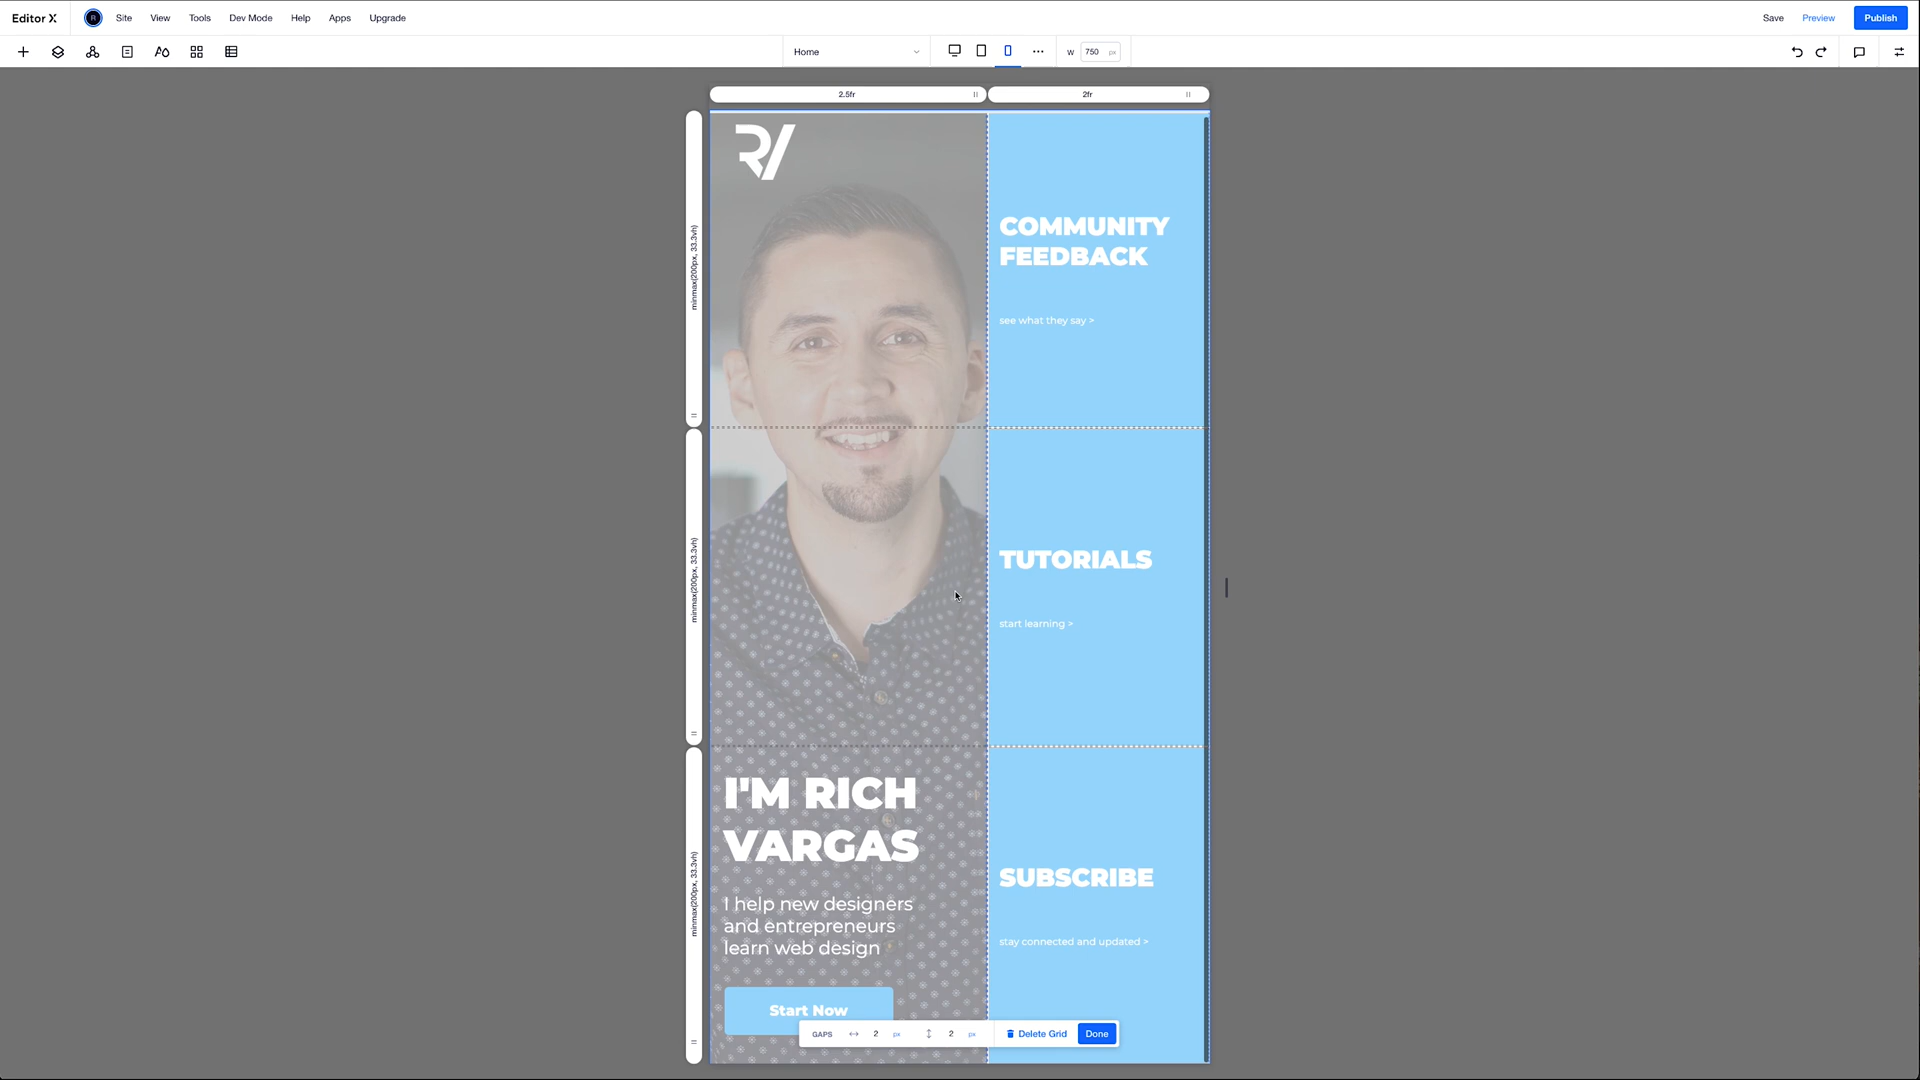 Editor X
R
Site
View
Tools
Dev Mode
Help
Apps
Upgrade
Save
Preview
Publish
Home
W
750
px
2.5fr
2fr
minmax(200px, 33.3vh)
RV
COMMUNITY
FEEDBACK
see what they say >
minmax(200px, 33.3vh)
TUTORIALS
start learning >
minmax(200px, 33.3vh)
I'M RICH
VARGAS
I help new designers
and entrepreneurs
learn web design
Start Now
SUBSCRIBE
stay connected and updated >
GAPS
2
px
2
px
Delete Grid
Done